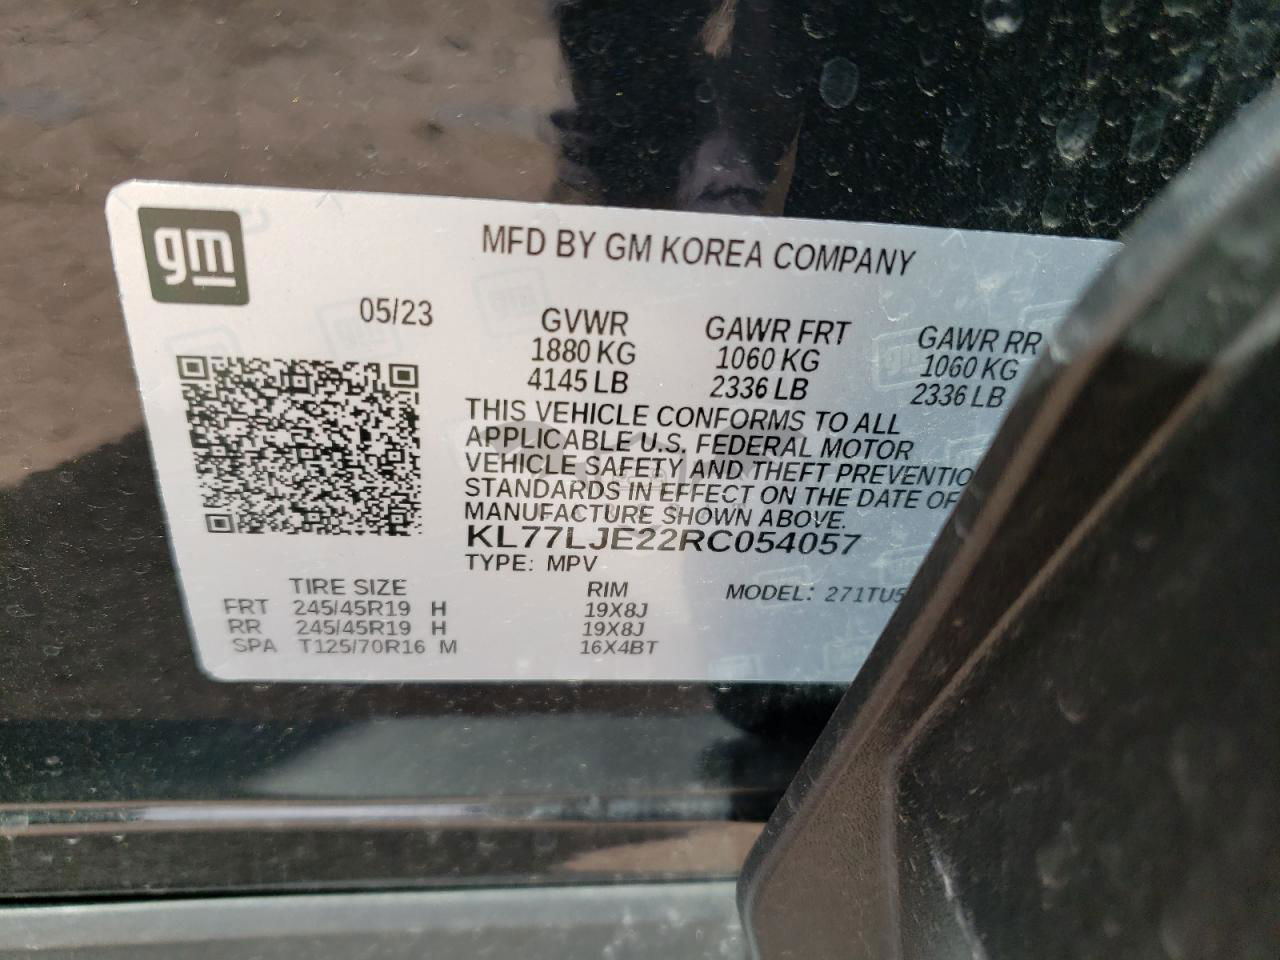 gm
MFD BY GM KOREA COMPANY
05/23 GVWR GAWR FRT GAWR RR
1880 KG 1060 KG 1060 KG
4145 LB 2336 LB 2336 LB
THIS VEHICLE CONFORMS TO ALL
APPLICABLE U.S. FEDERAL MOTOR
VEHICLE SAFETY AND THEFT PREVENTIO
STANDARDS IN EFFECT ON THE DATE OF
MANUFACTURE SHOWN ABOVE.
KL77LJE22RC054057
TYPE: MPV
TIRE SIZE RIM MODEL: 271TU5
FRT 245/45R19 H 19X8J
RR 245/45R19 H 19X8J
SPA T125/70R16 M 16X4BT